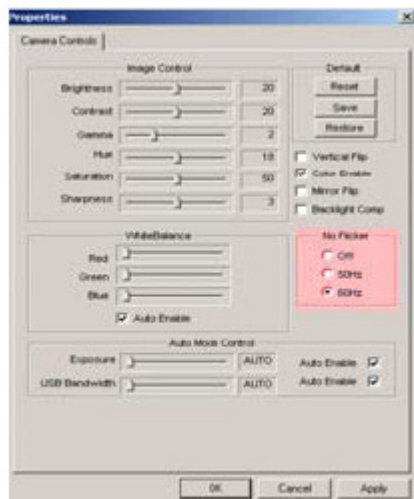 Properties
Camera Controls
Image Control
Brightness 20
Contrast 20
Gamma 2
Hue 18
Saturation 50
Sharpness 3
Default
Reset
Save
Restore
Vertical Flip
Color Enable
Mirror Flip
Backlight Comp
WhiteBalance
Red
Green
Blue
Auto Enable
No Flicker
Off
50Hz
60Hz
Auto Mode Control
Exposure AUTO Auto Enable
USB Bandwidth AUTO Auto Enable
OK Cancel Apply